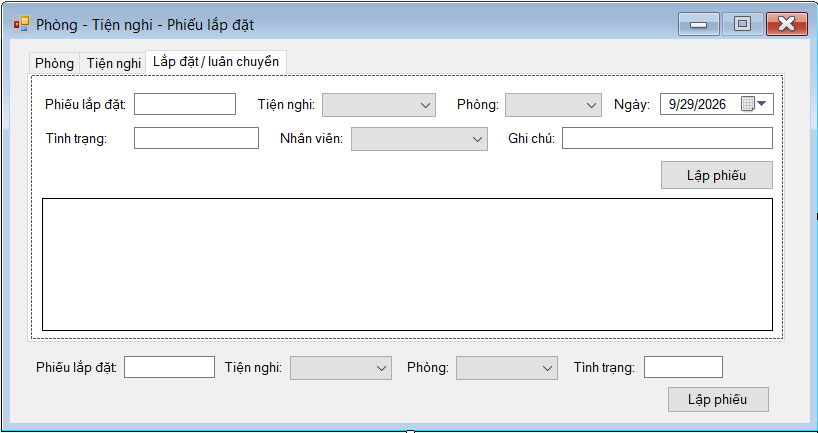 Phòng - Tiện nghi - Phiếu lắp đặt
Phòng Tiện nghi Lắp đặt / luân chuyển
Phiếu lắp đặt: Tiện nghi: Phòng: Ngày: 9/29/2026
Tình trạng: Nhân viên: Ghi chú:
Lập phiếu
Phiếu lắp đặt: Tiện nghi: Phòng: Tình trạng:
Lập phiếu